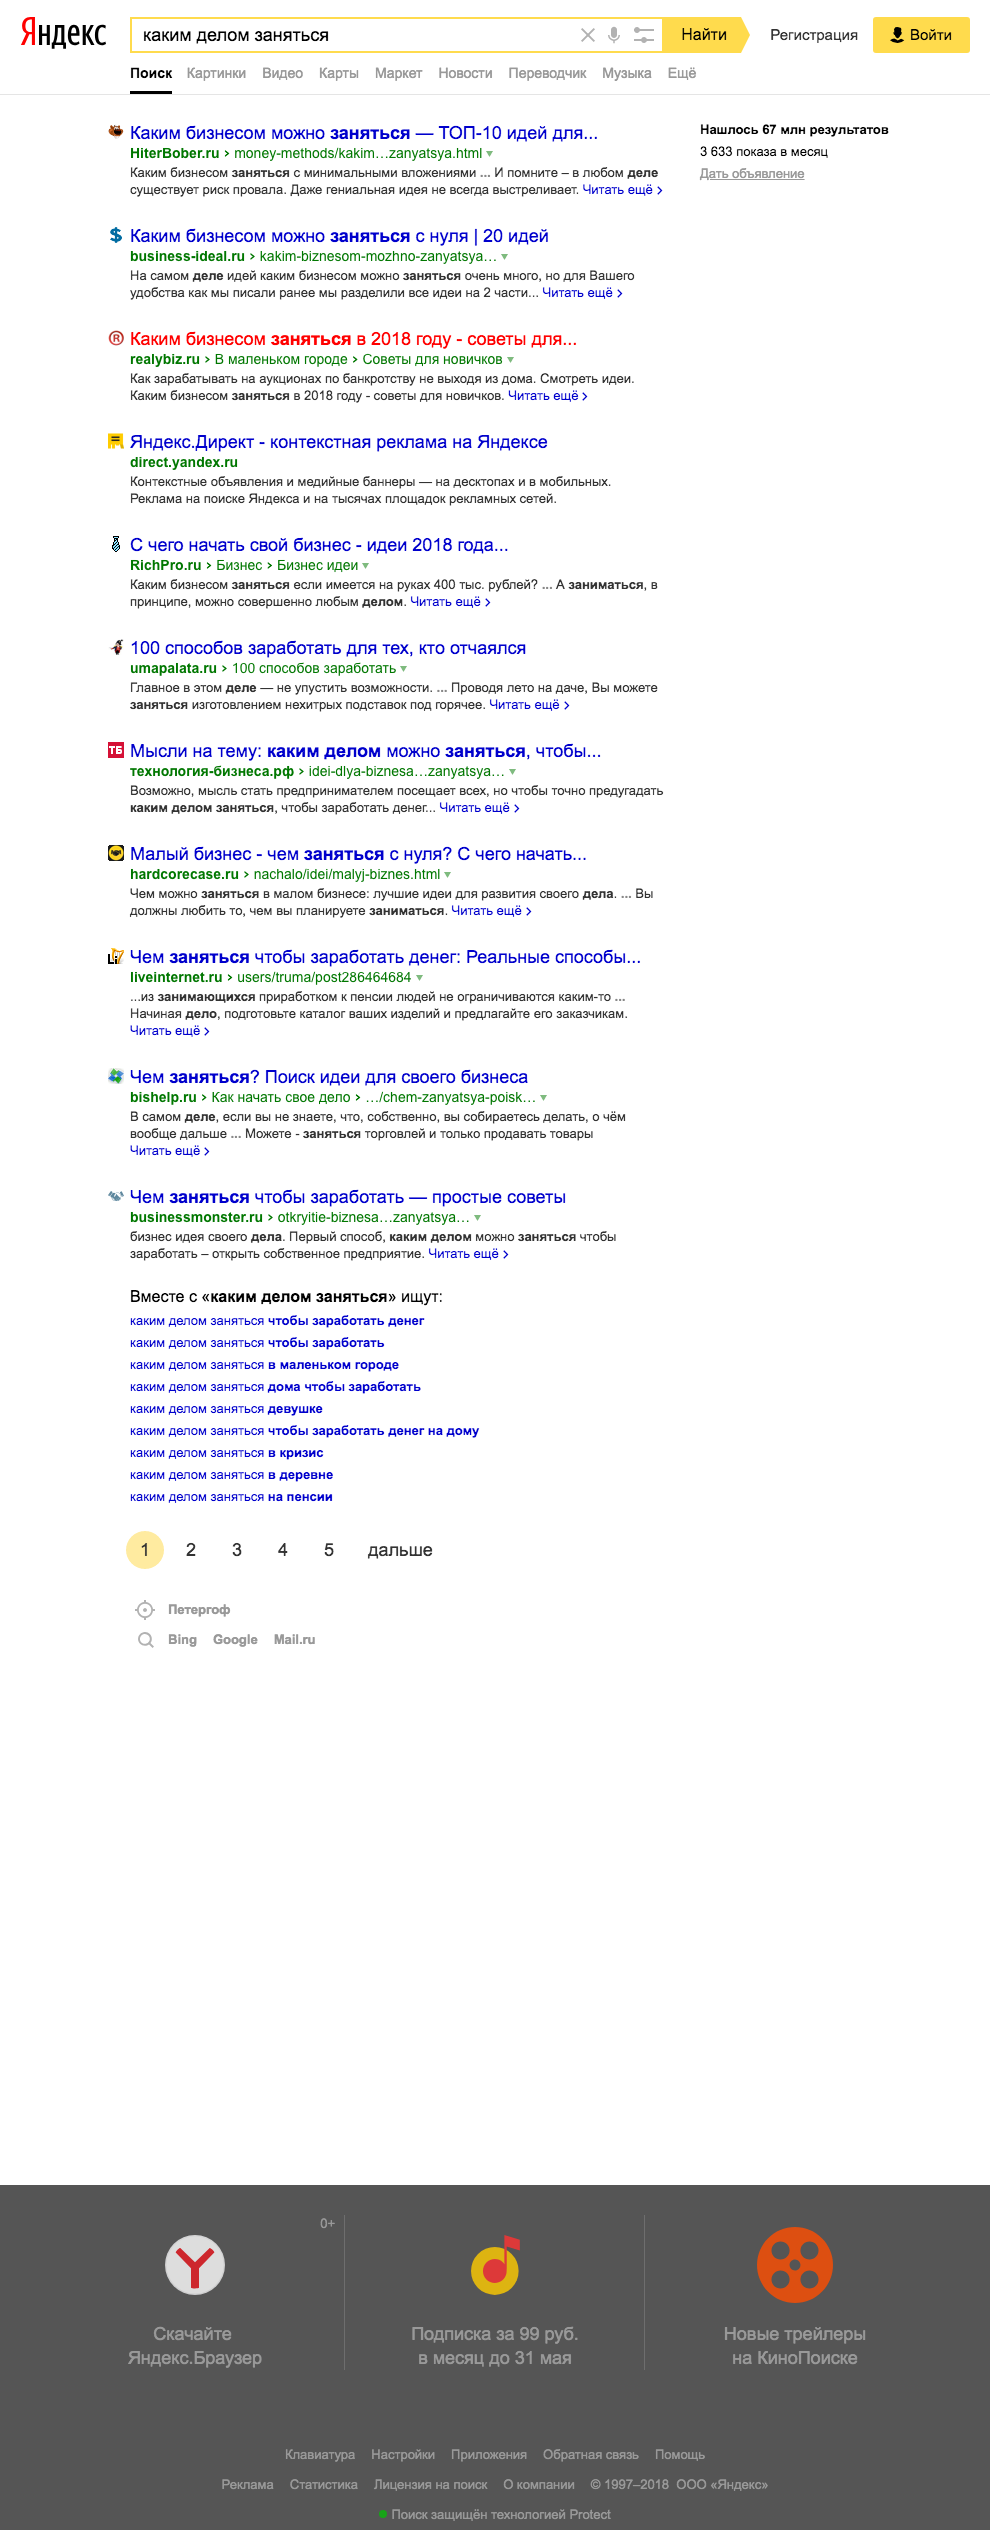 Яндекс
каким делом заняться
Найти
Регистрация
Войти
Поиск Картинки Видео Карты Маркет Новости Переводчик Музыка Ещё
Каким бизнесом можно заняться — ТОП-10 идей для...
HiterBober.ru › money-methods/kakim…zanyatsya.html
Каким бизнесом заняться с минимальными вложениями ... И помните – в любом деле
существует риск провала. Даже гениальная идея не всегда выстреливает. Читать ещё ›
Каким бизнесом можно заняться с нуля | 20 идей
business-ideal.ru › kakim-biznesom-mozhno-zanyatsya…
На самом деле идей каким бизнесом можно заняться очень много, но для Вашего
удобства как мы писали ранее мы разделили все идеи на 2 части... Читать ещё ›
Каким бизнесом заняться в 2018 году - советы для...
realybiz.ru › В маленьком городе › Советы для новичков
Как зарабатывать на аукционах по банкротству не выходя из дома. Смотреть идеи.
Каким бизнесом заняться в 2018 году - советы для новичков. Читать ещё ›
Яндекс.Директ - контекстная реклама на Яндексе
direct.yandex.ru
Контекстные объявления и медийные баннеры — на десктопах и в мобильных.
Реклама на поиске Яндекса и на тысячах площадок рекламных сетей.
С чего начать свой бизнес - идеи 2018 года...
RichPro.ru › Бизнес › Бизнес идеи
Каким бизнесом заняться если имеется на руках 400 тыс. рублей? ... А заниматься, в
принципе, можно совершенно любым делом. Читать ещё ›
100 способов заработать для тех, кто отчаялся
umapalata.ru › 100 способов заработать
Главное в этом деле — не упустить возможности. ... Проводя лето на даче, Вы можете
заняться изготовлением нехитрых подставок под горячее. Читать ещё ›
ТБ
Мысли на тему: каким делом можно заняться, чтобы...
технология-бизнеса.рф › idei-dlya-biznesa…zanyatsya…
Возможно, мысль стать предпринимателем посещает всех, но чтобы точно предугадать
каким делом заняться, чтобы заработать денег... Читать ещё ›
Малый бизнес - чем заняться с нуля? С чего начать...
hardcorecase.ru › nachalo/idei/malyj-biznes.html
Чем можно заняться в малом бизнесе: лучшие идеи для развития своего дела. ... Вы
должны любить то, чем вы планируете заниматься. Читать ещё ›
Чем заняться чтобы заработать денег: Реальные способы...
liveinternet.ru › users/truma/post286464684
...из занимающихся приработком к пенсии людей не ограничиваются каким-то ...
Начиная дело, подготовьте каталог ваших изделий и предлагайте его заказчикам.
Читать ещё ›
Чем заняться? Поиск идеи для своего бизнеса
bishelp.ru › Как начать свое дело › …/chem-zanyatsya-poisk…
В самом деле, если вы не знаете, что, собственно, вы собираетесь делать, о чём
вообще дальше ... Можете - заняться торговлей и только продавать товары
Читать ещё ›
Чем заняться чтобы заработать — простые советы
businessmonster.ru › otkryitie-biznesa…zanyatsya…
бизнес идея своего дела. Первый способ, каким делом можно заняться чтобы
заработать – открыть собственное предприятие. Читать ещё ›
Нашлось 67 млн результатов
3 633 показа в месяц
Дать объявление
Вместе с «каким делом заняться» ищут:
каким делом заняться чтобы заработать денег
каким делом заняться чтобы заработать
каким делом заняться в маленьком городе
каким делом заняться дома чтобы заработать
каким делом заняться девушке
каким делом заняться чтобы заработать денег на дому
каким делом заняться в кризис
каким делом заняться в деревне
каким делом заняться на пенсии
1 2 3 4 5 дальше
Петергоф
Bing Google Mail.ru
0+
Скачайте
Яндекс.Браузер
Подписка за 99 руб.
в месяц до 31 мая
Новые трейлеры
на КиноПоиске
Клавиатура Настройки Приложения Обратная связь Помощь
Реклама Статистика Лицензия на поиск О компании © 1997–2018 ООО «Яндекс»
Поиск защищён технологией Protect